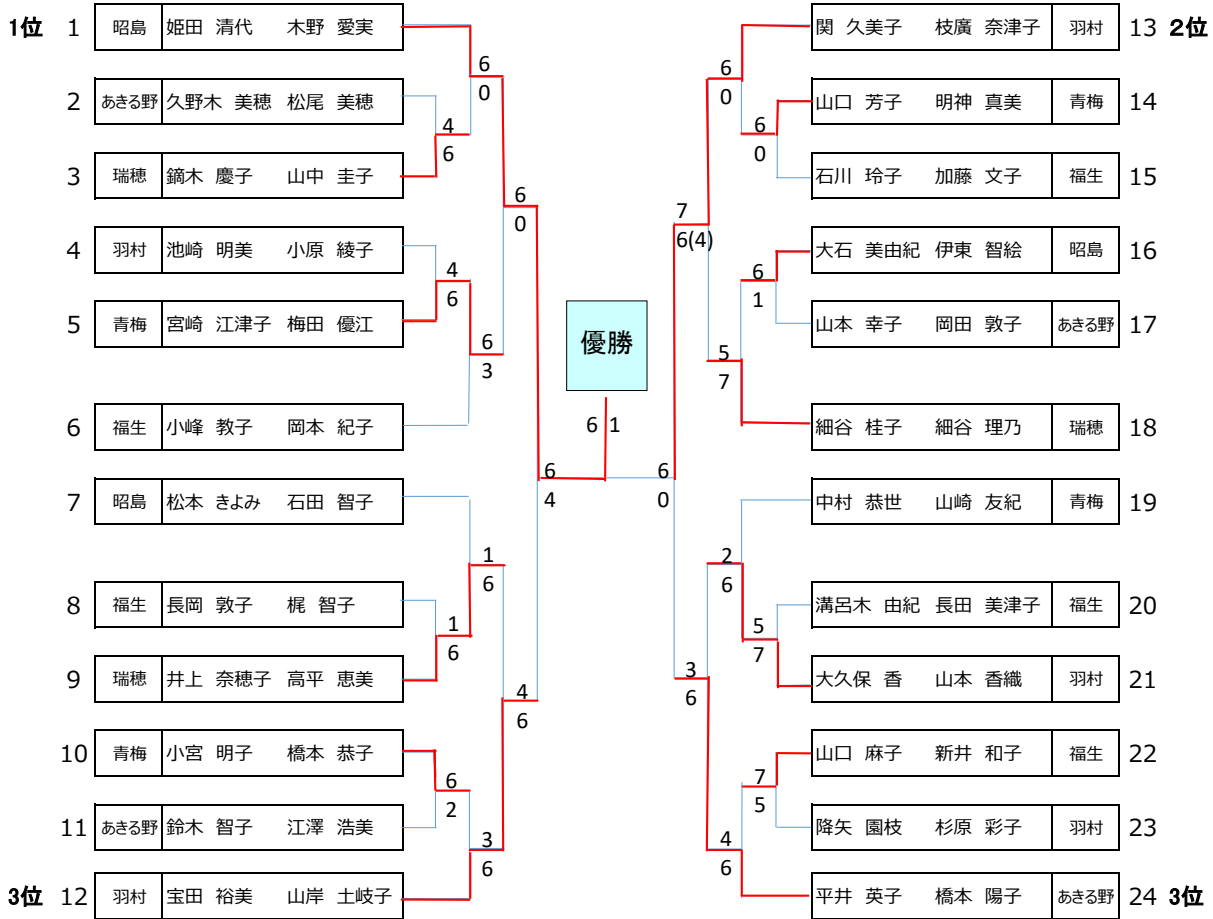 1位 1 昭島 姫田 清代 木野 愛実
2 あきる野 久野木 美穂 松尾 美穂
3 瑞穂 鏑木 慶子 山中 圭子
4 羽村 池崎 明美 小原 綾子
5 青梅 宮崎 江津子 梅田 優江
6 福生 小峰 教子 岡本 紀子
7 昭島 松本 きよみ 石田 智子
8 福生 長岡 敦子 梶 智子
9 瑞穂 井上 奈穂子 高平 恵美
10 青梅 小宮 明子 橋本 恭子
11 あきる野 鈴木 智子 江澤 浩美
3位 12 羽村 宝田 裕美 山岸 土岐子
6
0
4
6
4
6
6
3
6
0
1
6
1
6
6
2
3
6
4
6
6
4
優勝
6 1
6
0
7
6(4)
3
6
6
0
6
0
6
1
5
7
2
6
5
7
7
5
4
6
関 久美子 枝廣 奈津子 羽村 13 2位
山口 芳子 明神 真美 青梅 14
石川 玲子 加藤 文子 福生 15
大石 美由紀 伊東 智絵 昭島 16
山本 幸子 岡田 敦子 あきる野 17
細谷 桂子 細谷 理乃 瑞穂 18
中村 恭世 山崎 友紀 青梅 19
溝呂木 由紀 長田 美津子 福生 20
大久保 香 山本 香織 羽村 21
山口 麻子 新井 和子 福生 22
降矢 園枝 杉原 彩子 羽村 23
平井 英子 橋本 陽子 あきる野 24 3位